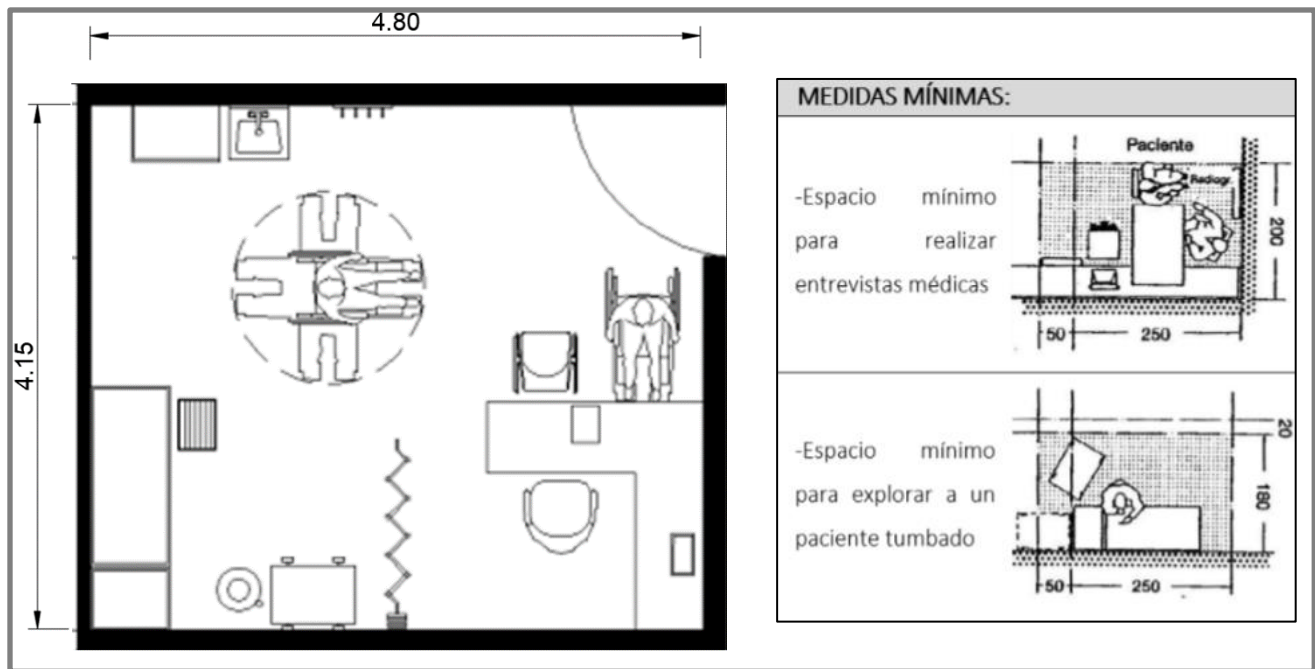 4.80
4.15
MEDIDAS MÍNIMAS:
-Espacio mínimo
para realizar
entrevistas médicas
Paciente
Radiogr.
200
50
250
-Espacio mínimo
para explorar a un
paciente tumbado
20
180
50
250